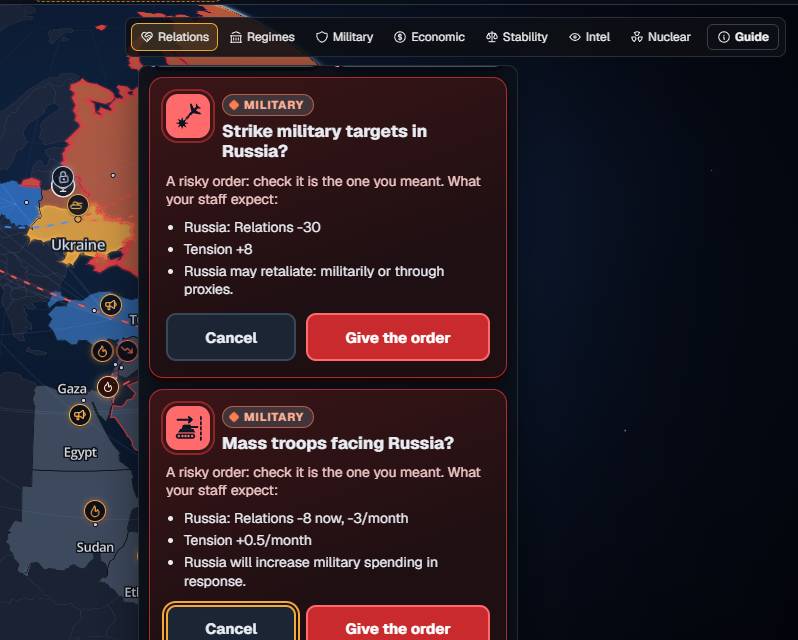 Relations
Regimes
Military
Economic
Stability
Intel
Nuclear
Guide
MILITARY
Strike military targets in
Russia?
A risky order: check it is the one you meant. What
your staff expect:
Russia: Relations -30
Tension +8
Russia may retaliate: militarily or through
proxies.
Cancel
Give the order
MILITARY
Mass troops facing Russia?
A risky order: check it is the one you meant. What
your staff expect:
Russia: Relations -8 now, -3/month
Tension +0.5/month
Russia will increase military spending in
response.
Cancel
Give the order
Ukraine
Gaza
Egypt
Sudan